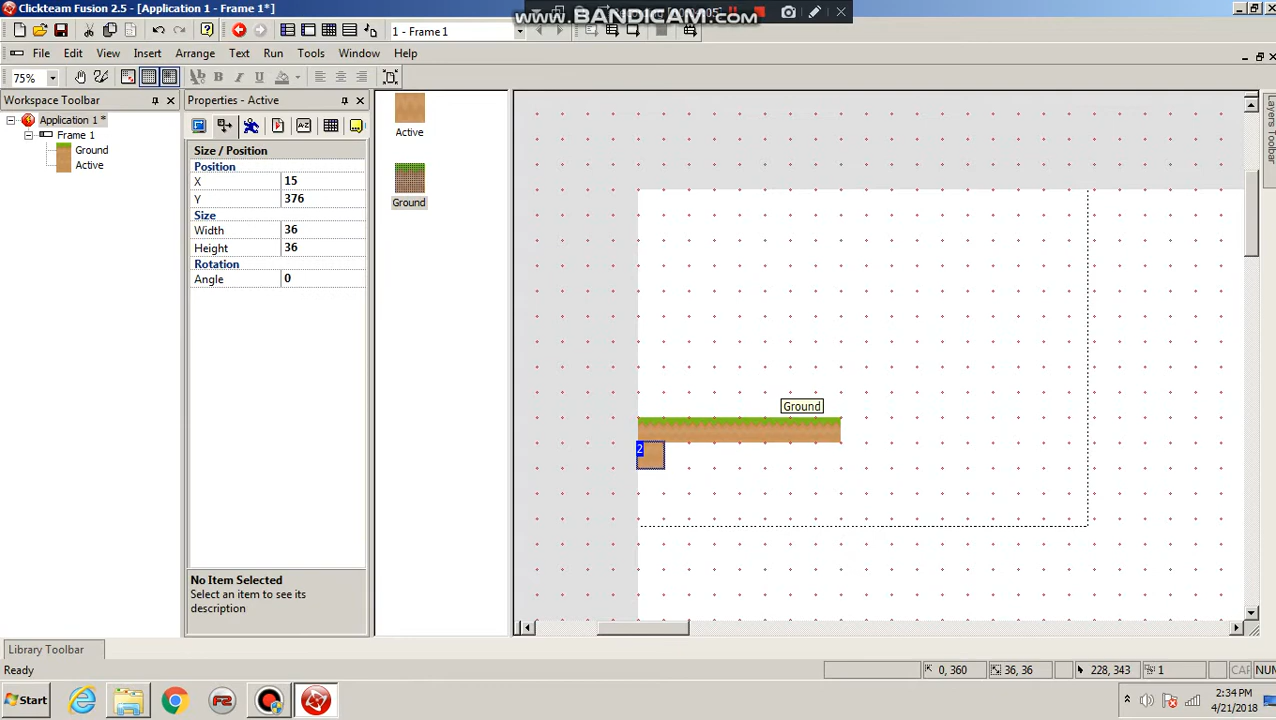 Clickteam Fusion 2.5 - [Application 1 - Frame 1*]
www.BANDICAM.com
1 - Frame 1
File Edit View Insert Arrange Text Run Tools Window Help
75%
Workspace Toolbar
Properties - Active
Application 1 *
Frame 1
Ground
Active
Size / Position
Position
X 15
Y 376
Size
Width 36
Height 36
Rotation
Angle 0
No Item Selected
Select an item to see its
description
Active
Ground
Ground
2
Layers Toolbar
Library Toolbar
Ready
0, 360
36, 36
228, 343
1
CAP
NUM
Start
2:34 PM
4/21/2018